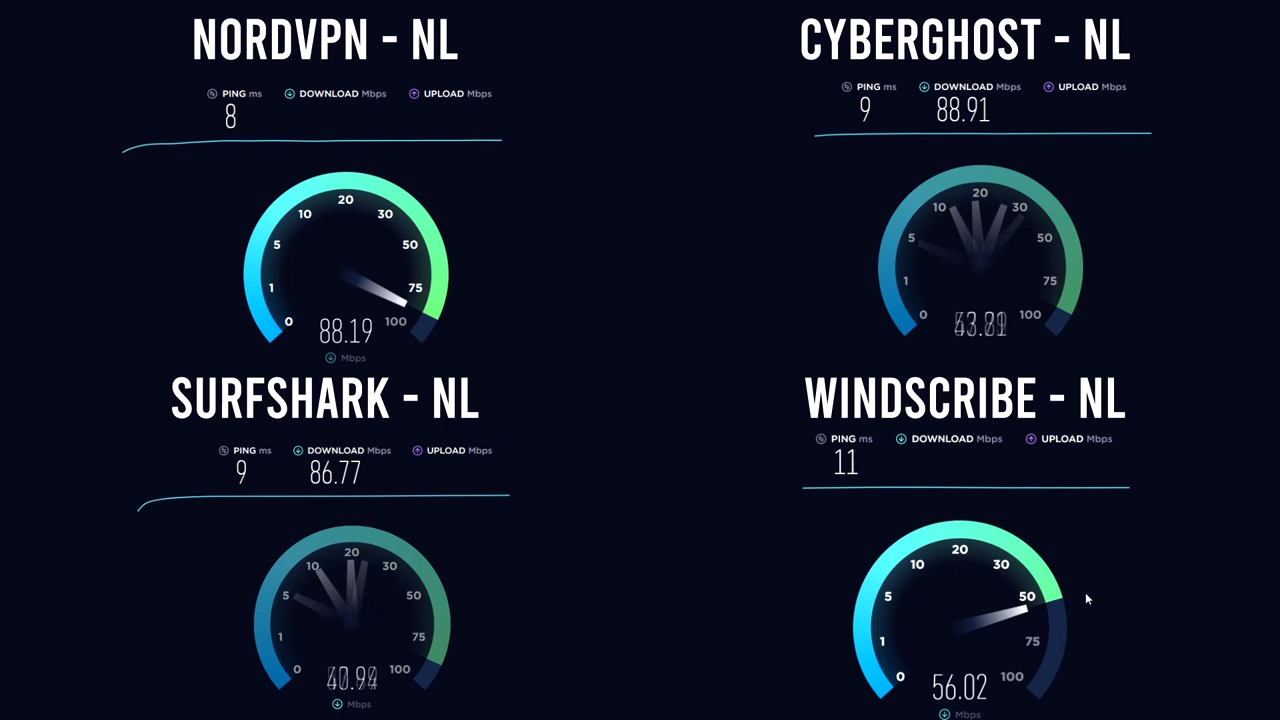 NORDVPN - NL
PING ms DOWNLOAD Mbps UPLOAD Mbps
8
0 1 5 10 20 30 50 75 100
88.19
Mbps
CYBERGHOST - NL
PING ms DOWNLOAD Mbps UPLOAD Mbps
9 88.91
0 1 5 10 20 30 50 75 100
SURFSHARK - NL
PING ms DOWNLOAD Mbps UPLOAD Mbps
9 86.77
0 1 5 10 20 30 50 75 100
Mbps
WINDSCRIBE - NL
PING ms DOWNLOAD Mbps UPLOAD Mbps
11
0 1 5 10 20 30 50 75 100
56.02
Mbps